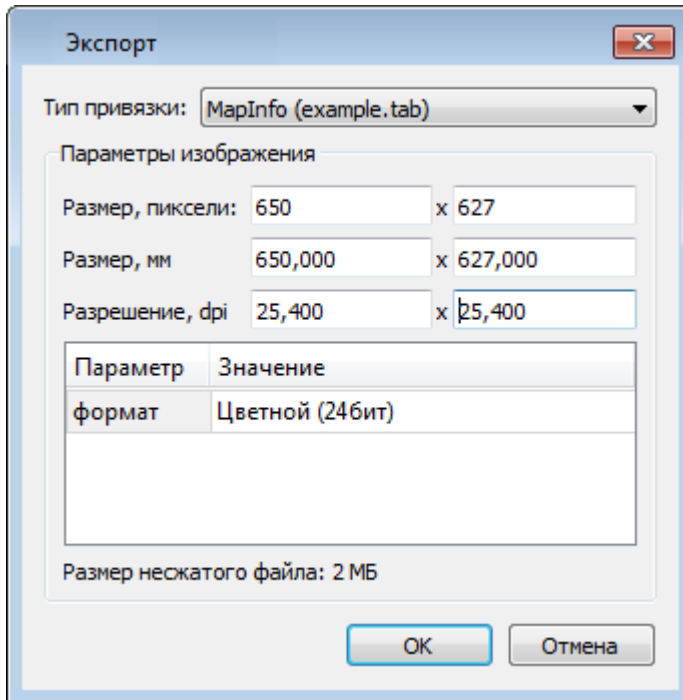 Экспорт
Тип привязки: MapInfo (example.tab)
Параметры изображения
Размер, пиксели: 650 x 627
Размер, мм 650,000 x 627,000
Разрешение, dpi 25,400 x 25,400
Параметр Значение
формат Цветной (24бит)
Размер несжатого файла: 2 МБ
OK Отмена